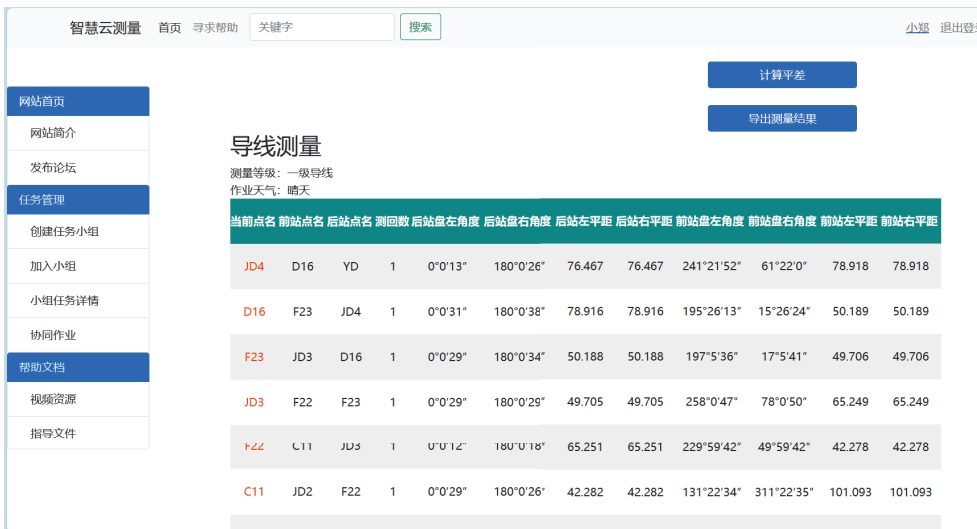 智慧云测量 首页 寻求帮助 关键字 搜索 小郑 退出登
计算平差
网站首页
导出测量结果
网站简介
导线测量
发布论坛
测量等级：一级导线
作业天气：晴天
任务管理
当前点名 前站点名 后站点名 测回数 后站盘左角度 后站盘右角度 后站左平距 后站右平距 前站盘左角度 前站盘右角度 前站左平距 前站右平距
创建任务小组
加入小组
JD4 D16 YD 1 0°0′13″ 180°0′26″ 76.467 76.467 241°21′52″ 61°22′0″ 78.918 78.918
小组任务详情
D16 F23 JD4 1 0°0′31″ 180°0′38″ 78.916 78.916 195°26′13″ 15°26′24″ 50.189 50.189
协同作业
F23 JD3 D16 1 0°0′29″ 180°0′34″ 50.188 50.188 197°5′36″ 17°5′41″ 49.706 49.706
帮助文档
视频资源
JD3 F22 F23 1 0°0′29″ 180°0′29″ 49.705 49.705 258°0′47″ 78°0′50″ 65.249 65.249
指导文件
F22 C11 JD3 1 0°0′12″ 180°0′18″ 65.251 65.251 229°59′42″ 49°59′42″ 42.278 42.278
C11 JD2 F22 1 0°0′29″ 180°0′26″ 42.282 42.282 131°22′34″ 311°22′35″ 101.093 101.093